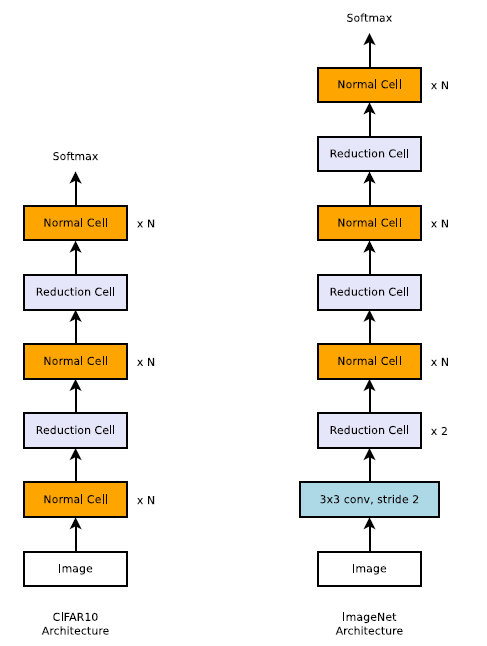 Softmax
Normal Cell
x N
Reduction Cell
Normal Cell
x N
Reduction Cell
Normal Cell
x N
Image
CIFAR10
Architecture
Softmax
Normal Cell
x N
Reduction Cell
Normal Cell
x N
Reduction Cell
Normal Cell
x N
Reduction Cell
x 2
3x3 conv, stride 2
Image
ImageNet
Architecture